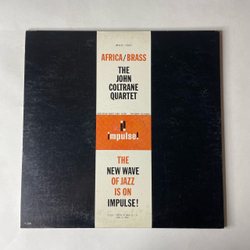 AFRICA/BRASS
THE
JOHN
COLTRANE
QUARTET
impulse!
THE
NEW WAVE
OF JAZZ
IS ON
IMPULSE!